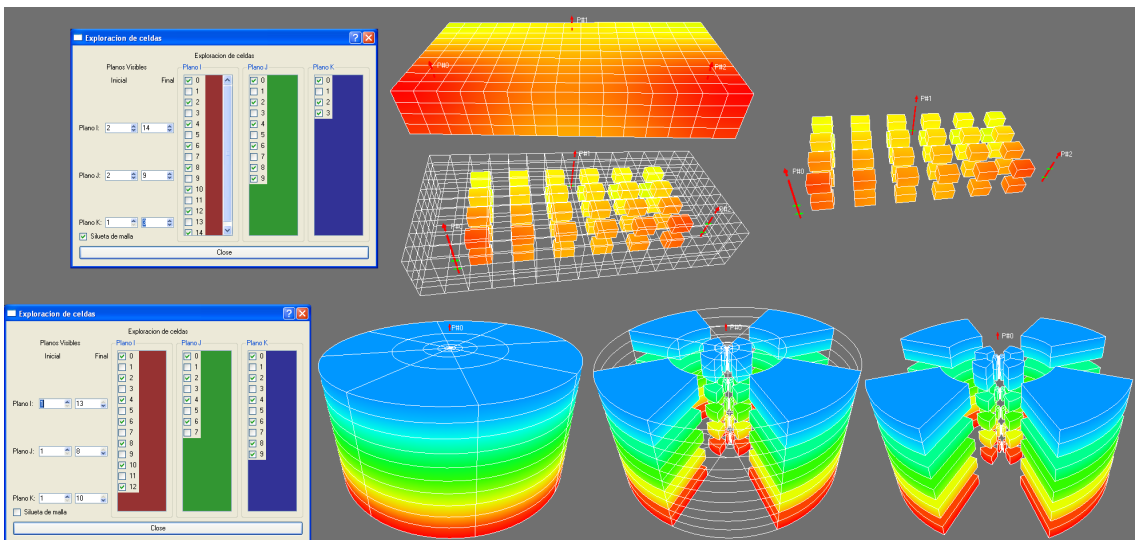 Exploracion de celdas
Exploracion de celdas
Planos Visibles
Inicial Final
Plano I
Plano J
Plano K
Plano I: 2 14
Plano J: 2 9
Plano K: 1
Silueta de malla
0
1
2
3
4
5
6
7
8
9
10
11
12
13
14
0
1
2
3
4
5
6
7
8
9
0
1
2
3
Close
P#1
P#0
P#2
P#1
P#0
P#1
P#0
P#2
Exploracion de celdas
Exploracion de celdas
Planos Visibles
Inicial Final
Plano I
Plano J
Plano K
Plano I: 1 13
Plano J: 1 8
Plano K: 1 10
Silueta de malla
0
1
2
3
4
5
6
7
8
9
10
11
12
0
1
2
3
4
5
6
7
0
1
2
3
4
5
6
7
8
9
Close
P#0
P#0
P#0